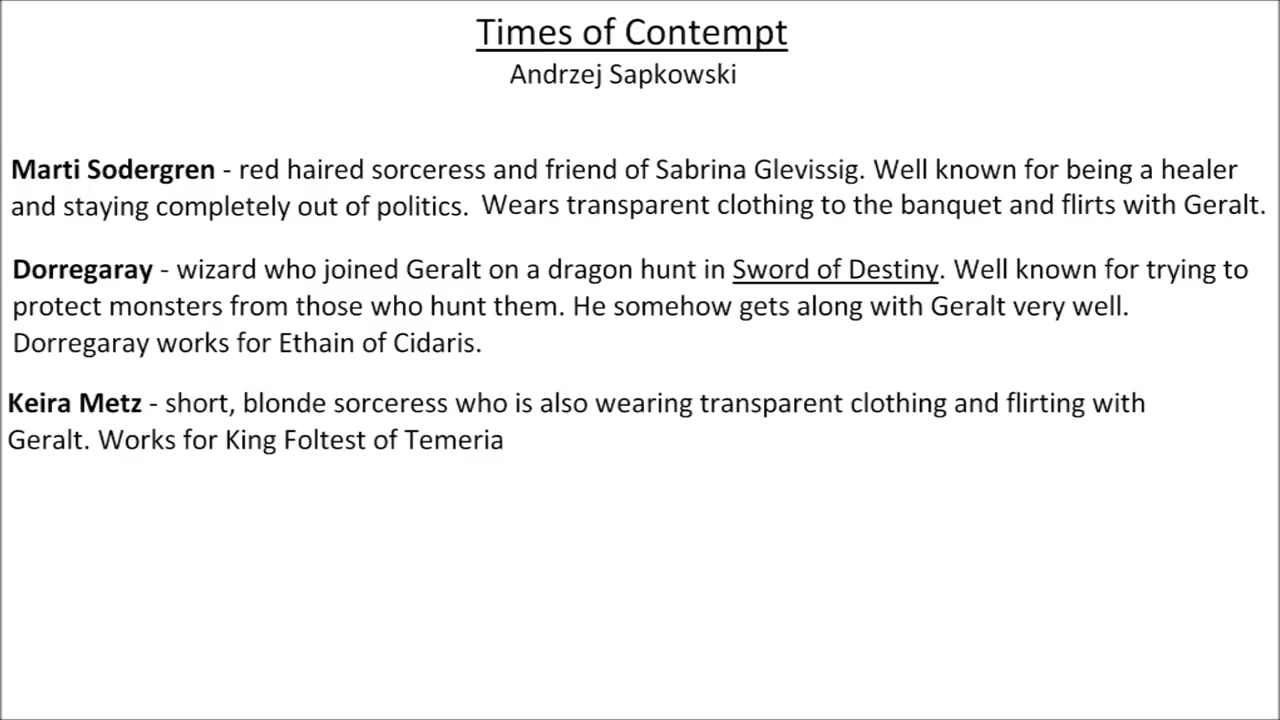 Times of Contempt
Andrzej Sapkowski
Marti Sodergren - red haired sorceress and friend of Sabrina Glevissig. Well known for being a healer
and staying completely out of politics. Wears transparent clothing to the banquet and flirts with Geralt.
Dorregaray - wizard who joined Geralt on a dragon hunt in Sword of Destiny. Well known for trying to
protect monsters from those who hunt them. He somehow gets along with Geralt very well.
Dorregaray works for Ethain of Cidaris.
Keira Metz - short, blonde sorceress who is also wearing transparent clothing and flirting with
Geralt. Works for King Foltest of Temeria